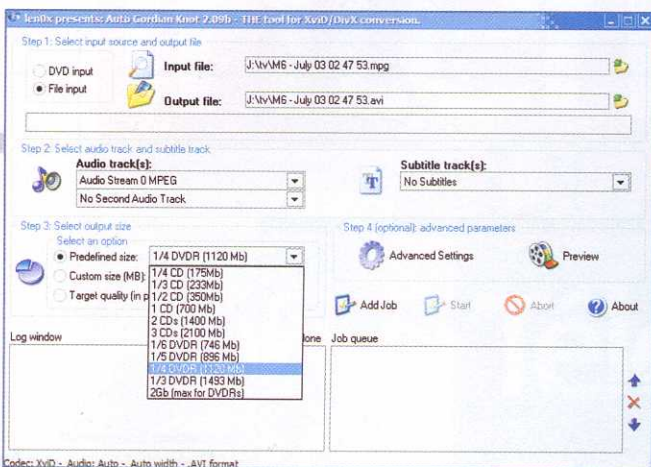 len0x presents: Auto Gordian Knot 2.09b - THE tool for XviD/DivX conversion.
Step 1: Select input source and output file
DVD input
File input
Input file:
J:\tv\M6 - July 03 02 47 53.mpg
Output file:
J:\tv\M6 - July 03 02 47 53.avi
Step 2: Select audio track and subtitle track
Audio track(s):
Audio Stream 0 MPEG
No Second Audio Track
Subtitle track(s):
No Subtitles
Step 3: Select output size
Select an option
Predefined size:
1/4 DVDR (1120 Mb)
Custom size (MB):
Target quality (in p
1/4 CD (175Mb)
1/3 CD (233Mb)
1/2 CD (350Mb)
1 CD (700 Mb)
2 CDs (1400 Mb)
3 CDs (2100 Mb)
1/6 DVDR (746 Mb)
1/5 DVDR (896 Mb)
1/4 DVDR (1120 Mb)
1/3 DVDR (1493 Mb)
2Gb (max for DVDRs)
Step 4 (optional): advanced parameters
Advanced Settings
Preview
Add Job
Start
Abort
About
Log window
lone
Job queue
Codec: XviD - Audio: Auto - Auto width - .AVI format